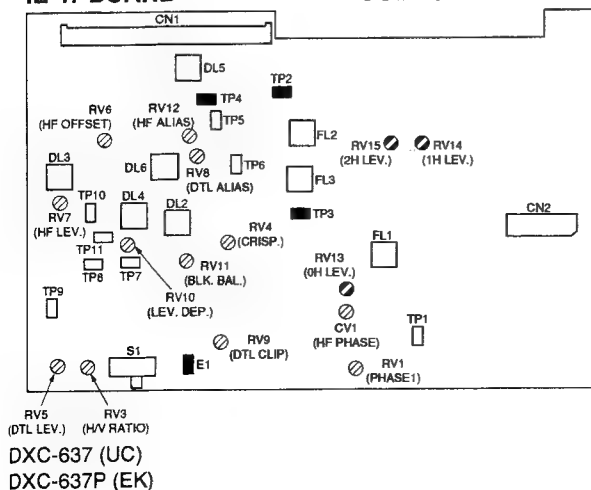 BOARD
CN1
DL5
TP2
TP4
RV6
(HF OFFSET)
RV12
(HF ALIAS)
TP5
FL2
RV15
(2H LEV.)
RV14
(1H LEV.)
DL3
DL6
RV8
(DTL ALIAS)
TP6
FL3
TP10
DL4
DL2
TP3
CN2
RV7
(HF LEV.)
RV4
(CRISP.)
TP11
FL1
TP8
TP7
RV11
(BLK. BAL.)
RV13
(0H LEV.)
RV10
(LEV. DEP.)
TP9
CV1
(HF PHASE)
TP1
S1
E1
RV9
(DTL CLIP)
RV1
(PHASE1)
RV5
(DTL LEV.)
RV3
(H/V RATIO)
DXC-637 (UC)
DXC-637P (EK)